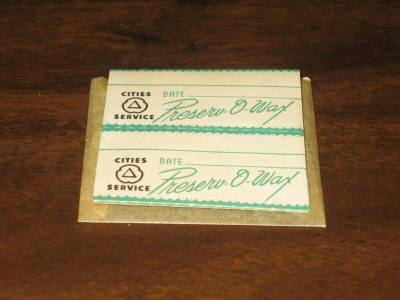 CITIES
SERVICE
DATE
Preserv-O-Wax
CITIES
SERVICE
DATE
Preserv-O-Wax